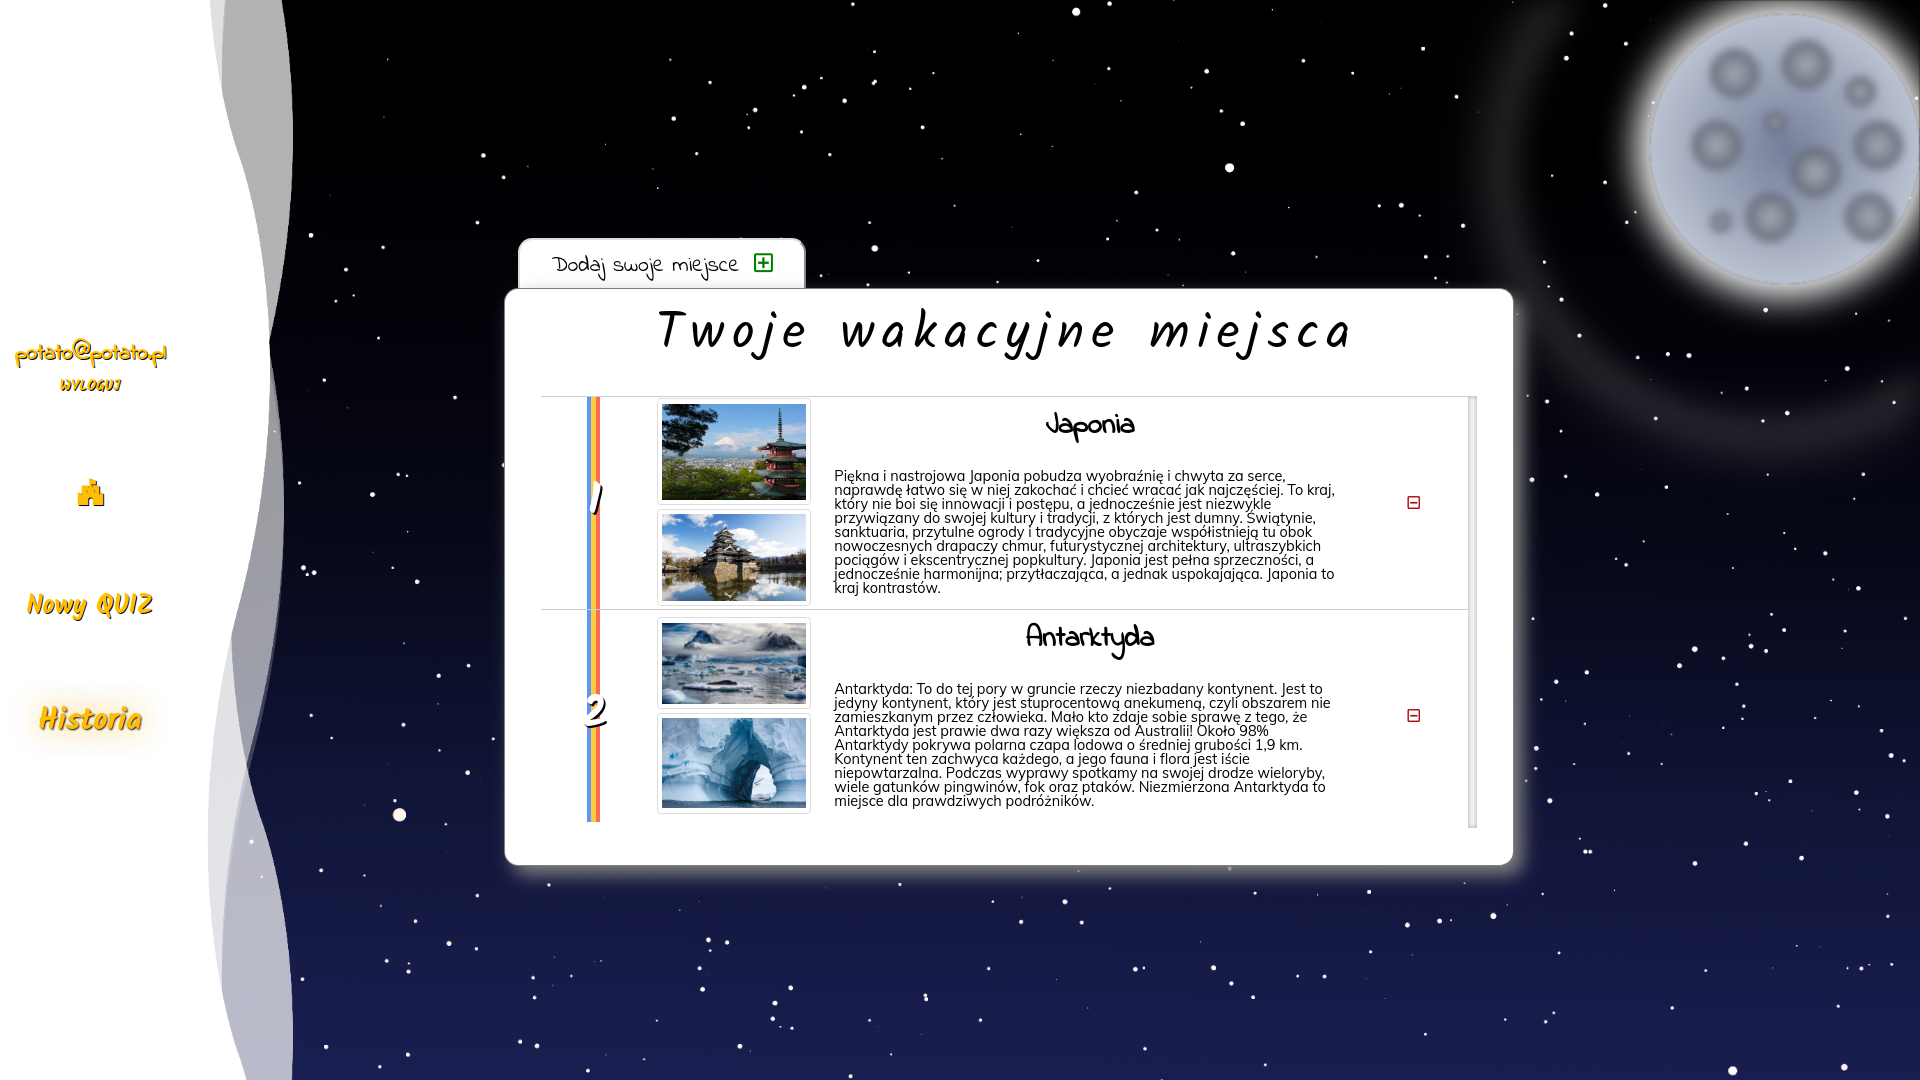 Dodaj swoje miejsce
Twoje wakacyjne miejsca
potato@potato.pl
WYLOGUJ
Nowy QUIZ
Historia
1
Japonia
Piękna i nastrojowa Japonia pobudza wyobraźnię i chwyta za serce,
naprawdę łatwo się w niej zakochać i chcieć wracać jak najczęściej. To kraj,
który nie boi się innowacji i postępu, a jednocześnie jest niezwykle
przywiązany do swojej kultury i tradycji, z których jest dumny. Świątynie,
sanktuaria, przytulne ogrody i tradycyjne obyczaje współistnieją tu obok
nowoczesnych drapaczy chmur, futurystycznej architektury, ultraszybkich
pociągów i ekscentrycznej popkultury. Japonia jest pełna sprzeczności, a
jednocześnie harmonijna; przytłaczająca, a jednak uspokajająca. Japonia to
kraj kontrastów.
2
Antarktyda
Antarktyda: To do tej pory w gruncie rzeczy niezbadany kontynent. Jest to
jedyny kontynent, który jest stuprocentową anekumeną, czyli obszarem nie
zamieszkanym przez człowieka. Mało kto zdaje sobie sprawę z tego, że
Antarktyda jest prawie dwa razy większa od Australii! Około 98%
Antarktydy pokrywa polarna czapa lodowa o średniej grubości 1,9 km.
Kontynent ten zachwyca każdego, a jego fauna i flora jest iście
niepowtarzalna. Podczas wyprawy spotkamy na swojej drodze wieloryby,
wiele gatunków pingwinów, fok oraz ptaków. Niezmierzona Antarktyda to
miejsce dla prawdziwych podróżników.